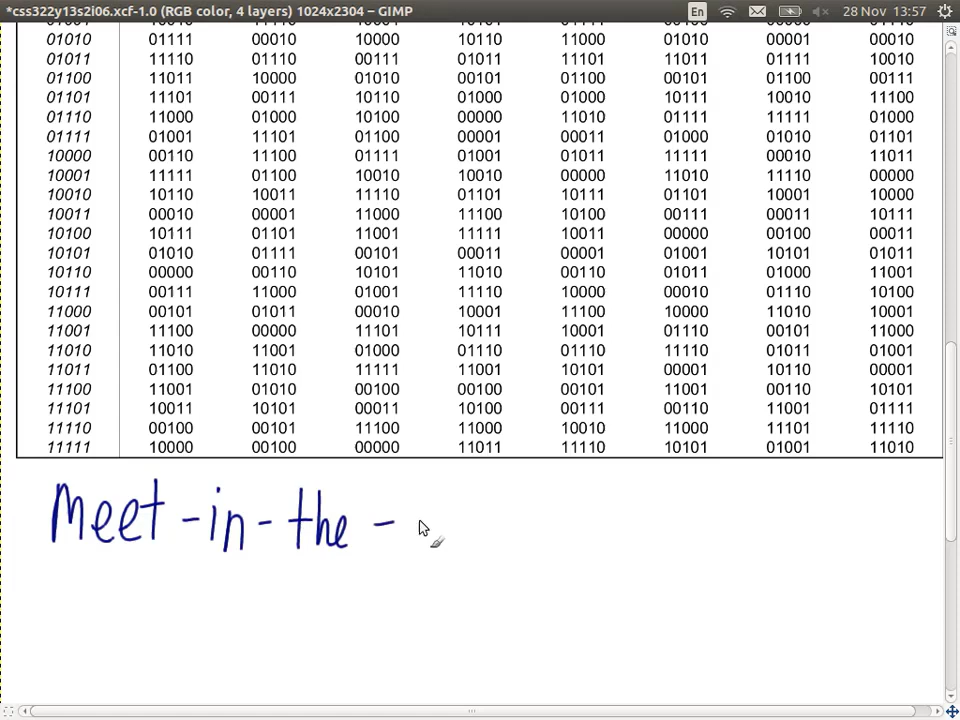 *css322y13s2i06.xcf-1.0 (RGB color, 4 layers) 1024x2304 – GIMP En 28 Nov 13:57
01010 01111 00010 10000 10110 11000 01010 00001 00010
01011 11110 01110 00111 01011 11101 11011 01111 10010
01100 11011 10000 01010 00101 01100 00101 01100 00111
01101 11101 00111 10110 01000 01000 10111 10010 11100
01110 11000 01000 10100 00000 11010 01111 11111 01000
01111 01001 11101 01100 00001 00011 01000 01010 01101
10000 00110 11100 01111 01001 01011 11111 00010 11011
10001 11111 01100 10010 10010 00000 11010 11110 00000
10010 10110 10011 11110 01101 10111 01101 10001 10000
10011 00010 00001 11000 11100 10100 00111 00011 10111
10100 10111 01101 11001 11111 10011 00000 00100 00011
10101 01010 01111 00101 00011 00001 01001 10101 01011
10110 00000 00110 10101 11010 00110 01011 01000 11001
10111 00111 11000 01001 11110 10000 00010 01110 10100
11000 00101 01011 00010 10001 11100 10000 11010 10001
11001 11100 00000 11101 10111 10001 01110 00101 11000
11010 11010 11001 01000 01110 01110 11110 01011 01001
11011 01100 11010 11111 11001 10101 00001 10110 00001
11100 11001 01010 00100 00100 00101 11001 00110 10101
11101 10011 10101 00011 10100 00111 00110 11001 01111
11110 00100 00101 11100 11000 10010 11000 11101 11110
11111 10000 00100 00000 11011 11110 10101 01001 11010
Meet-in-the-